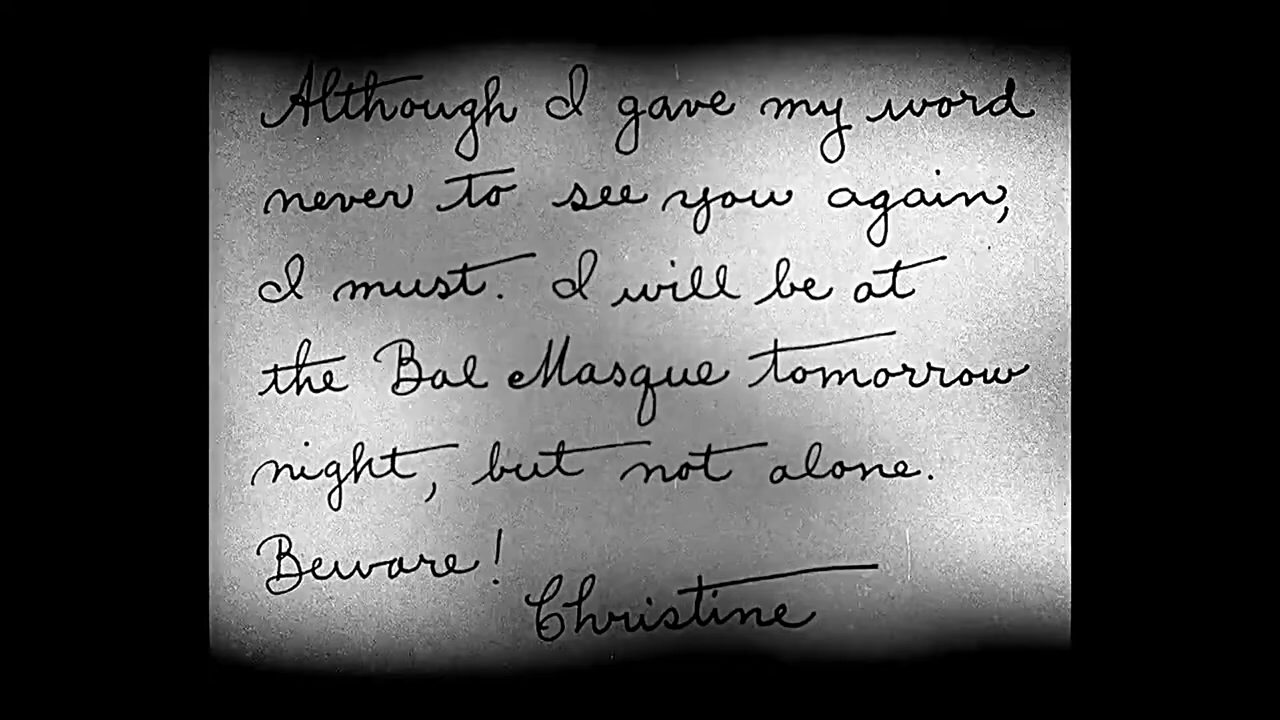 Although I gave my word
never to see you again,
I must. I will be at
the Bal Masque tomorrow
night, but not alone.
Beware!
Christine